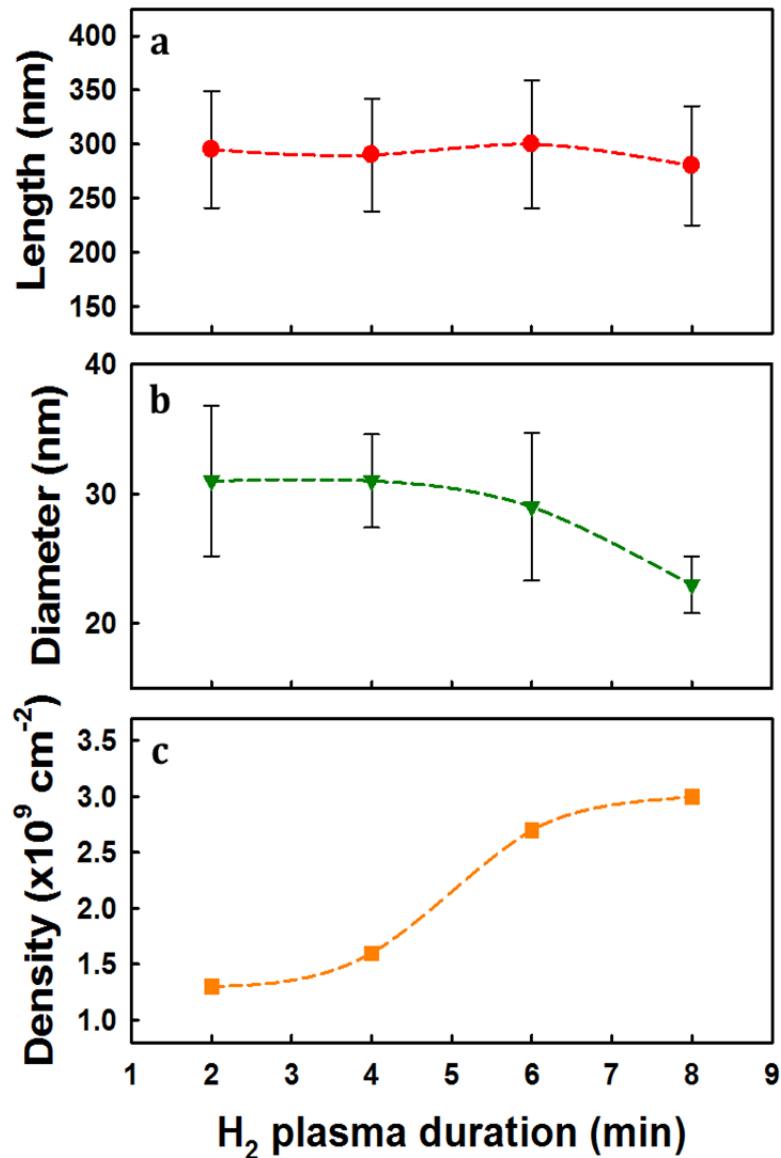 a
Length (nm)
400
350
300
250
200
150
b
Diameter (nm)
40
30
20
c
Density (x10⁹ cm⁻²)
3.5
3.0
2.5
2.0
1.5
1.0
1 2 3 4 5 6 7 8 9
H₂ plasma duration (min)